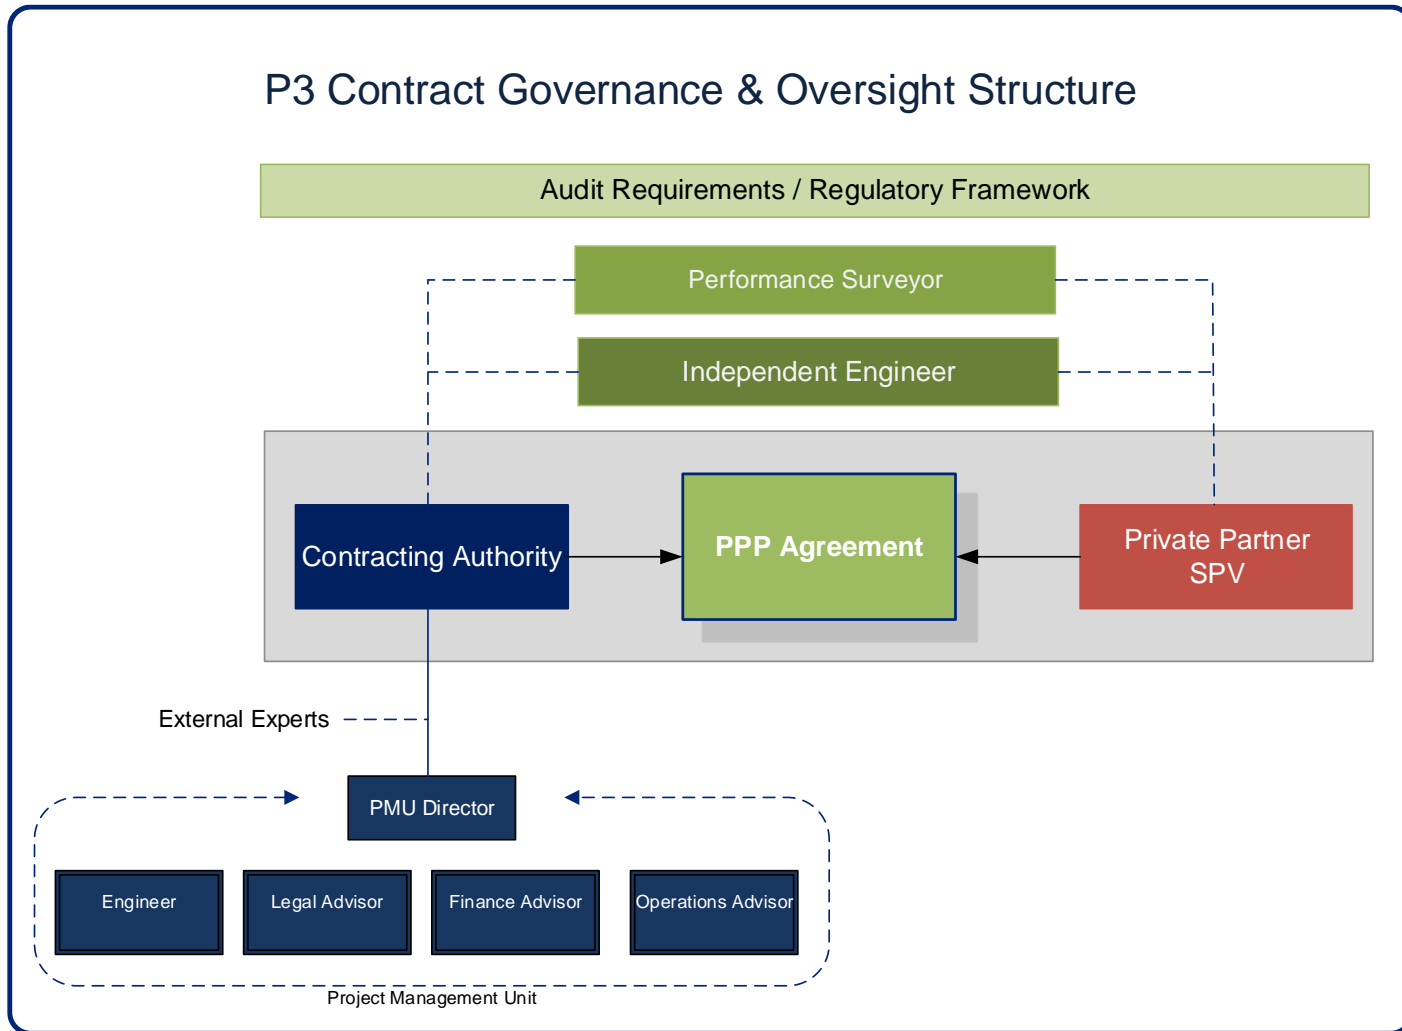 P3 Contract Governance & Oversight Structure
Audit Requirements / Regulatory Framework
Performance Surveyor
Independent Engineer
Contracting Authority
PPP Agreement
Private Partner
SPV
External Experts
PMU Director
Engineer
Legal Advisor
Finance Advisor
Operations Advisor
Project Management Unit